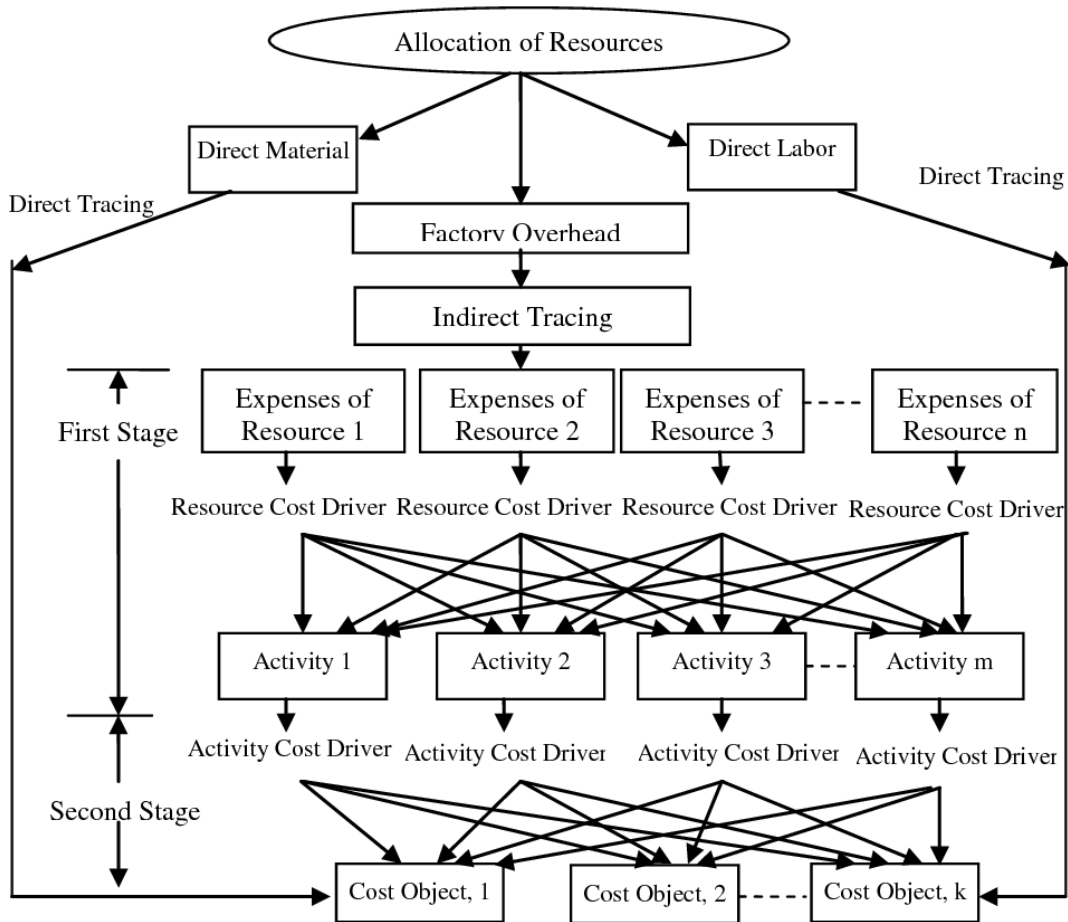 Allocation of Resources
Direct Material
Direct Labor
Direct Tracing
Direct Tracing
Factory Overhead
Indirect Tracing
First Stage
Expenses of
Resource 1
Expenses of
Resource 2
Expenses of
Resource 3
Expenses of
Resource n
Resource Cost Driver
Resource Cost Driver
Resource Cost Driver
Resource Cost Driver
Activity 1
Activity 2
Activity 3
Activity m
Activity Cost Driver
Activity Cost Driver
Activity Cost Driver
Activity Cost Driver
Second Stage
Cost Object, 1
Cost Object, 2
Cost Object, k